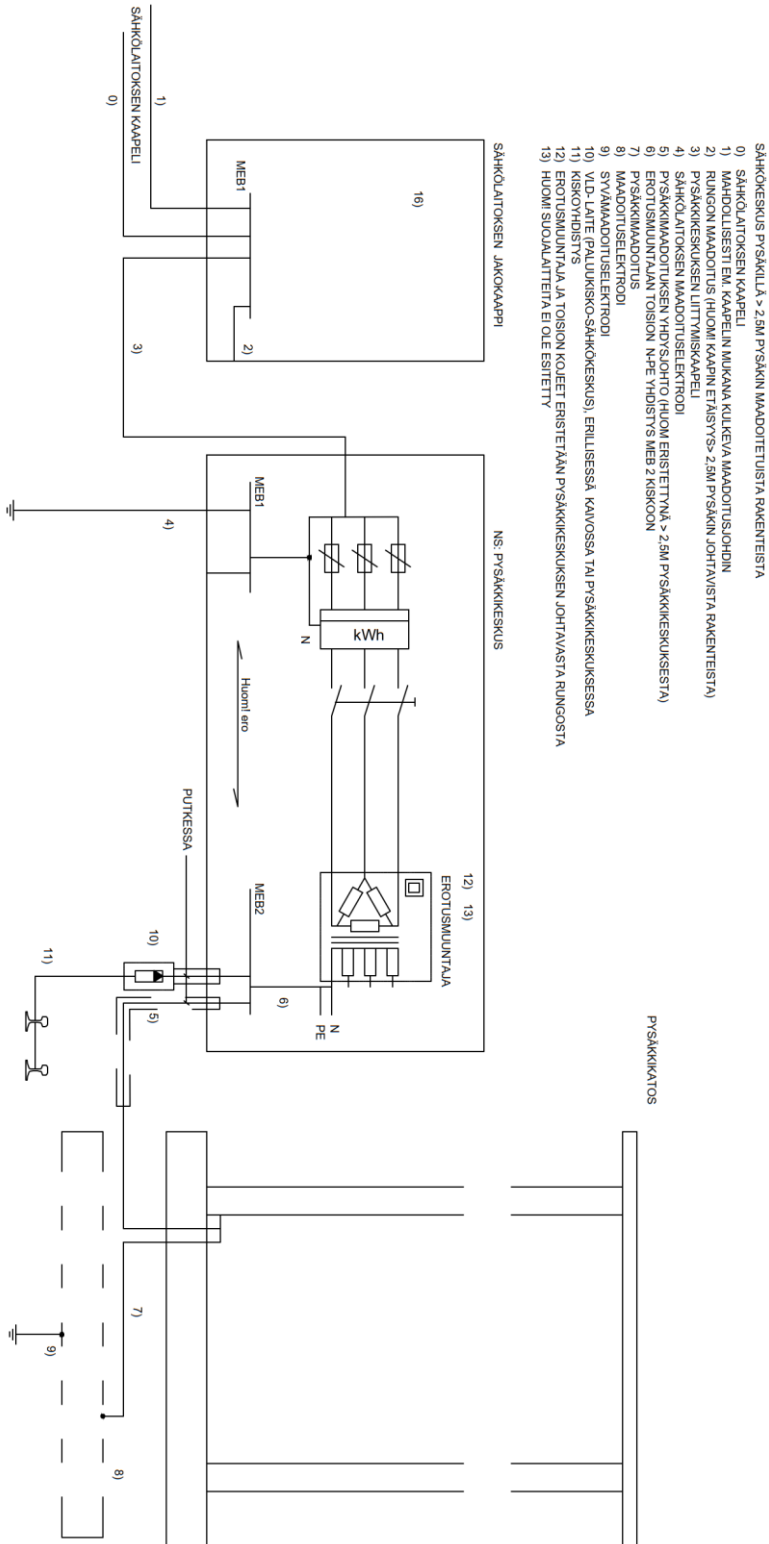 SÄHKÖKESKUS PYSÄKILLÄ > 2,5M PYSÄKIN MAADOITETUISTA RAKENTEISTA
0) SÄHKÖLAITOKSEN KAAPELI
1) MAHDOLLISESTI EM. KAAPELIN MUKANA KULKEVA MAADOITUSJOHDIN
2) RUNGON MAADOITUS (HUOM! KAAPIN ETÄISYYS> 2,5M PYSÄKIN JOHTAVISTA RAKENTEISTA)
3) PYSÄKKIKESKUKSEN LIITTYMISKAAPELI
4) SÄHKÖLAITOKSEN MAADOITUSELEKTRODI
5) PYSÄKKIMAADOITUKSEN YHDYSJOHTO (HUOM ERISTETTYNÄ > 2,5M PYSÄKKIKESKUKSESTA)
6) EROTUSMUUNTAJAN TOISION N-PE YHDISTYS MEB 2 KISKOON
7) PYSÄKKIMAADOITUS
8) MAADOITUSELEKTRODI
9) SYVÄMAADOITUSELEKTRODI
10) VLD- LAITE (PALUUKISKO-SÄHKÖKESKUS), ERILLISESSÄ KAIVOSSA TAI PYSÄKKIKESKUKSESSA
11) KISKOYHDISTYS
12) EROTUSMUUNTAJA JA TOISION KOJEET ERISTETÄÄN PYSÄKKIKESKUKSEN JOHTAVASTA RUNGOSTA
13) HUOM! SUOJALAITTEITA EI OLE ESITETTY
SÄHKÖLAITOKSEN JAKOKAAPPI
NS: PYSÄKKIKESKUS
PYSÄKKIKATOS
16)
MEB1
2)
1)
0)
SÄHKÖLAITOKSEN KAAPELI
3)
kWh
N
MEB1
4)
Huom! ero
12) 13)
EROTUSMUUNTAJA
N
PE
6)
MEB2
PUTKESSA
10)
5)
11)
7)
9)
8)